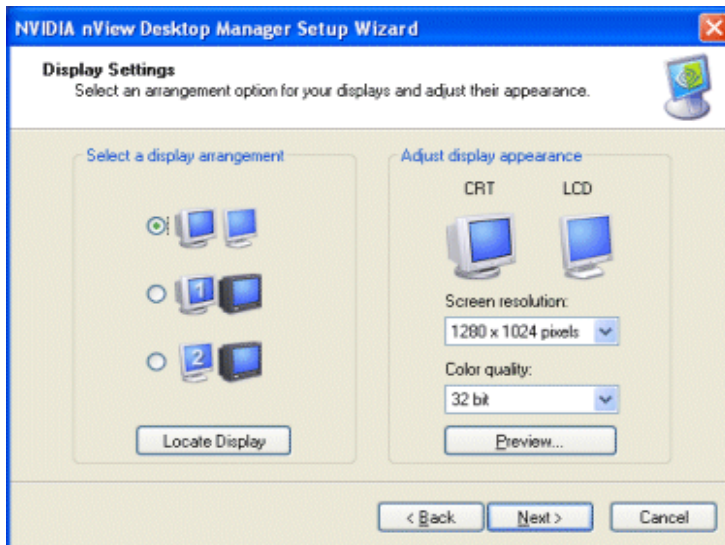 NVIDIA nView Desktop Manager Setup Wizard
Display Settings
Select an arrangement option for your displays and adjust their appearance.
Select a display arrangement
1
2
Locate Display
Adjust display appearance
CRT LCD
Screen resolution:
1280 x 1024 pixels
Color quality:
32 bit
Preview...
< Back Next > Cancel